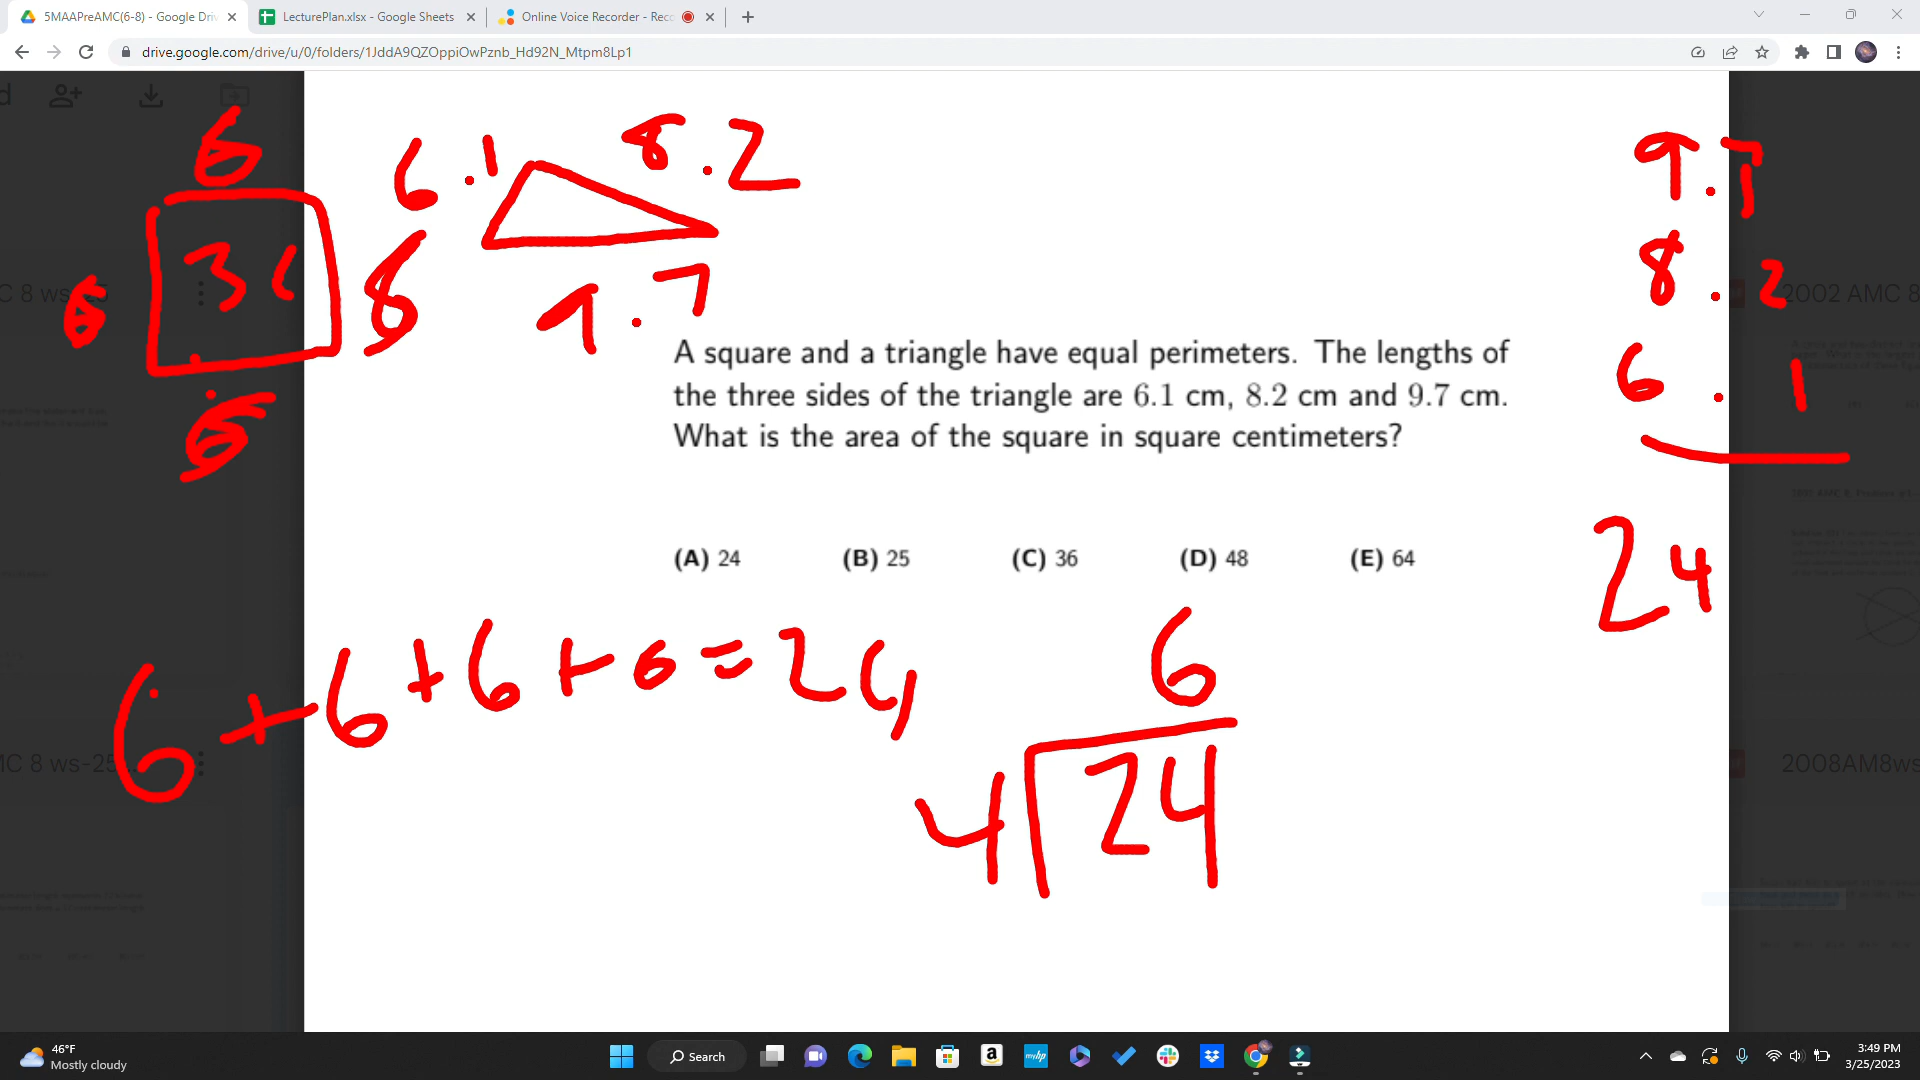 5MAAPreAMC(6-8) - Google Dri
LecturePlan.xlsx - Google Sheets
Online Voice Recorder - Rec
drive.google.com/drive/u/0/folders/1JddA9QZOppiOwPznb_Hd92N_Mtpm8Lp1
6
6.1
8.2
9.7
9.7
8.2
6.1
24
A square and a triangle have equal perimeters. The lengths of
the three sides of the triangle are 6.1 cm, 8.2 cm and 9.7 cm.
What is the area of the square in square centimeters?
(A) 24 (B) 25 (C) 36 (D) 48 (E) 64
6+6+6+6=24
6
4 24
2002 AMC 8
2008AM8ws
46°F
Mostly cloudy
Search
3:49 PM
3/25/2023